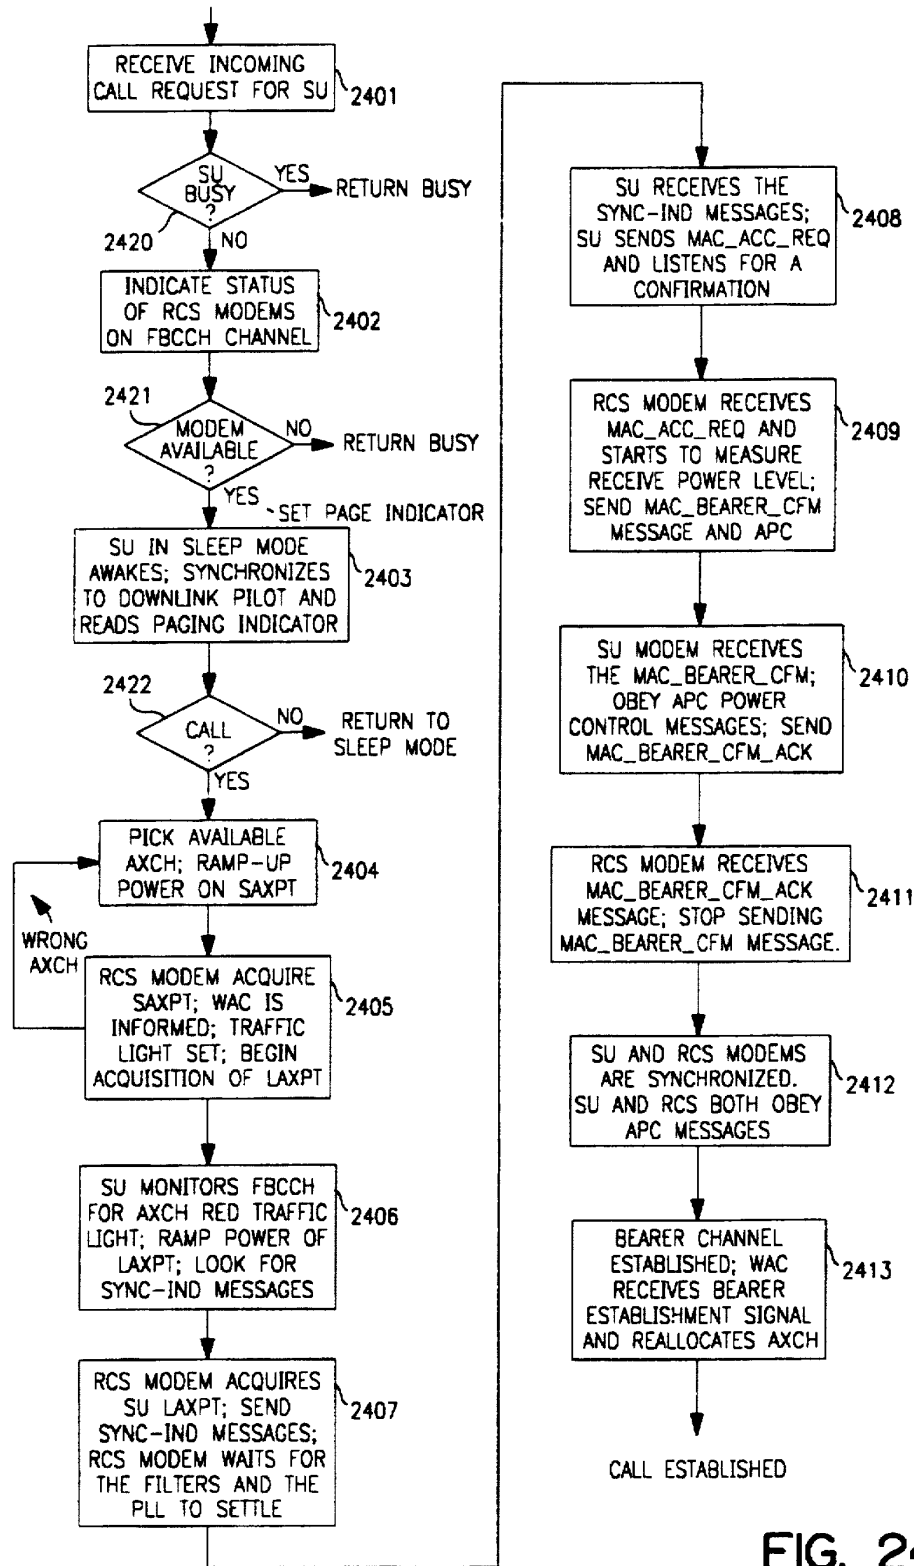 RECEIVE INCOMING
CALL REQUEST FOR SU
2401
SU
BUSY
?
YES
RETURN BUSY
2420
NO
INDICATE STATUS
OF RCS MODEMS
ON FBCCH CHANNEL
2402
2421
MODEM
AVAILABLE
?
NO
RETURN BUSY
YES
SET PAGE INDICATOR
SU IN SLEEP MODE
AWAKES; SYNCHRONIZES
TO DOWNLINK PILOT AND
READS PAGING INDICATOR
2403
2422
CALL
?
NO
RETURN TO
SLEEP MODE
YES
PICK AVAILABLE
AXCH; RAMP-UP
POWER ON SAXPT
2404
WRONG
AXCH
RCS MODEM ACQUIRE
SAXPT; WAC IS
INFORMED; TRAFFIC
LIGHT SET; BEGIN
ACQUISITION OF LAXPT
2405
SU MONITORS FBCCH
FOR AXCH RED TRAFFIC
LIGHT; RAMP POWER OF
LAXPT; LOOK FOR
SYNC-IND MESSAGES
2406
RCS MODEM ACQUIRES
SU LAXPT; SEND
SYNC-IND MESSAGES;
RCS MODEM WAITS FOR
THE FILTERS AND THE
PLL TO SETTLE
2407
SU RECEIVES THE
SYNC-IND MESSAGES;
SU SENDS MAC_ACC_REQ
AND LISTENS FOR A
CONFIRMATION
2408
RCS MODEM RECEIVES
MAC_ACC_REQ AND
STARTS TO MEASURE
RECEIVE POWER LEVEL;
SEND MAC_BEARER_CFM
MESSAGE AND APC
2409
SU MODEM RECEIVES
THE MAC_BEARER_CFM;
OBEY APC POWER
CONTROL MESSAGES; SEND
MAC_BEARER_CFM_ACK
2410
RCS MODEM RECEIVES
MAC_BEARER_CFM_ACK
MESSAGE; STOP SENDING
MAC_BEARER_CFM MESSAGE.
2411
SU AND RCS MODEMS
ARE SYNCHRONIZED.
SU AND RCS BOTH OBEY
APC MESSAGES
2412
BEARER CHANNEL
ESTABLISHED; WAC
RECEIVES BEARER
ESTABLISHMENT SIGNAL
AND REALLOCATES AXCH
2413
CALL ESTABLISHED
FIG.